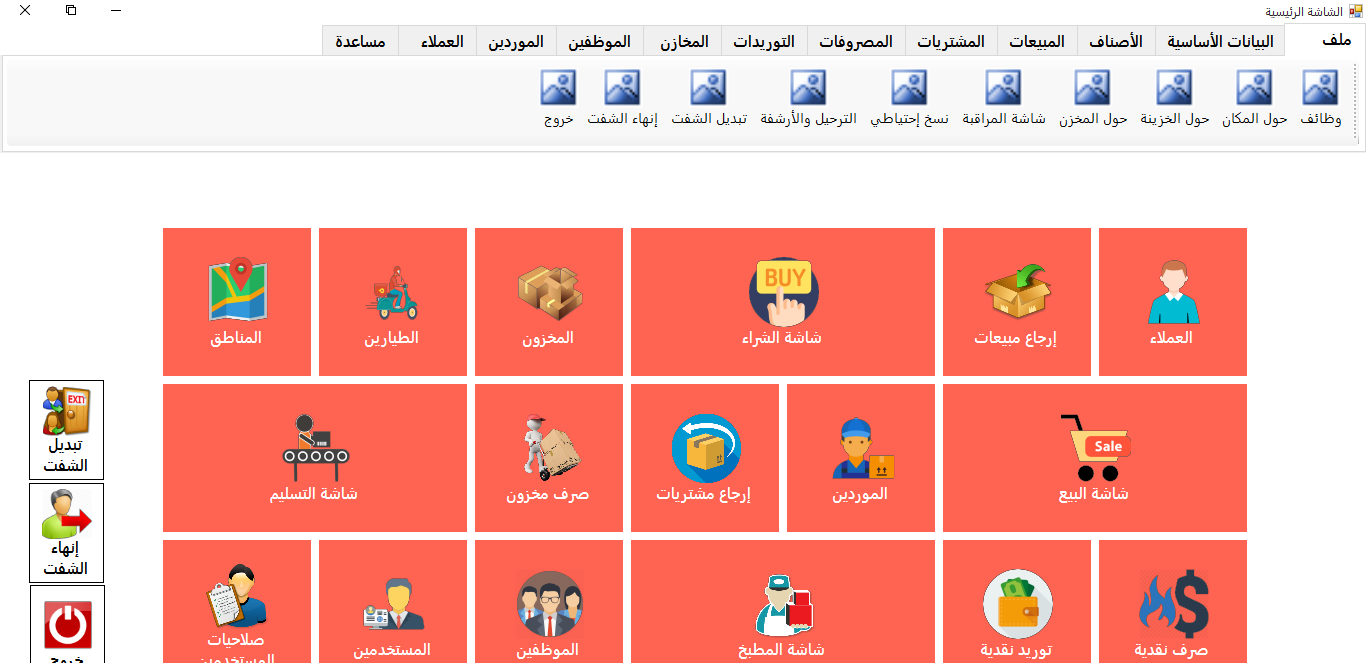 الشاشة الرئيسية
ملف
البيانات الأساسية
الأصناف
المبيعات
المشتريات
المصروفات
التوريدات
المخازن
الموظفين
الموردين
العملاء
مساعدة
وظائف
حول المكان
حول الخزينة
حول المخزن
شاشة المراقبة
نسخ إحتياطي
الترحيل والأرشفة
تبديل الشفت
إنهاء الشفت
خروج
العملاء
إرجاع مبيعات
BUY
شاشة الشراء
المخزون
الطيارين
المناطق
Sale
شاشة البيع
الموردين
إرجاع مشتريات
صرف مخزون
شاشة التسليم
صرف نقدية
توريد نقدية
شاشة المطبخ
الموظفين
المستخدمين
صلاحيات
المستخدمين
EXIT
تبديل
الشفت
إنهاء
الشفت
خروج